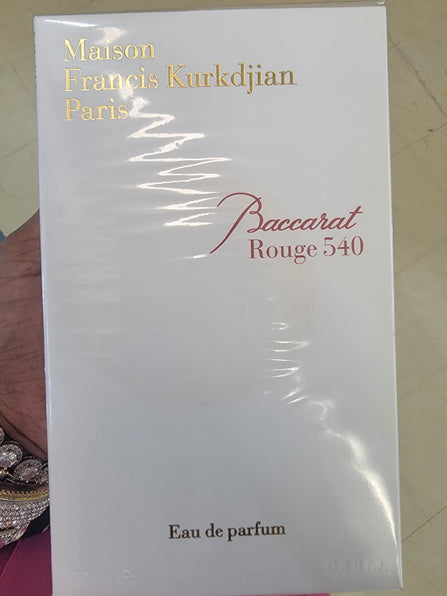 Maison
Francis Kurkdjian
Paris
Baccarat
Rouge 540
Eau de parfum